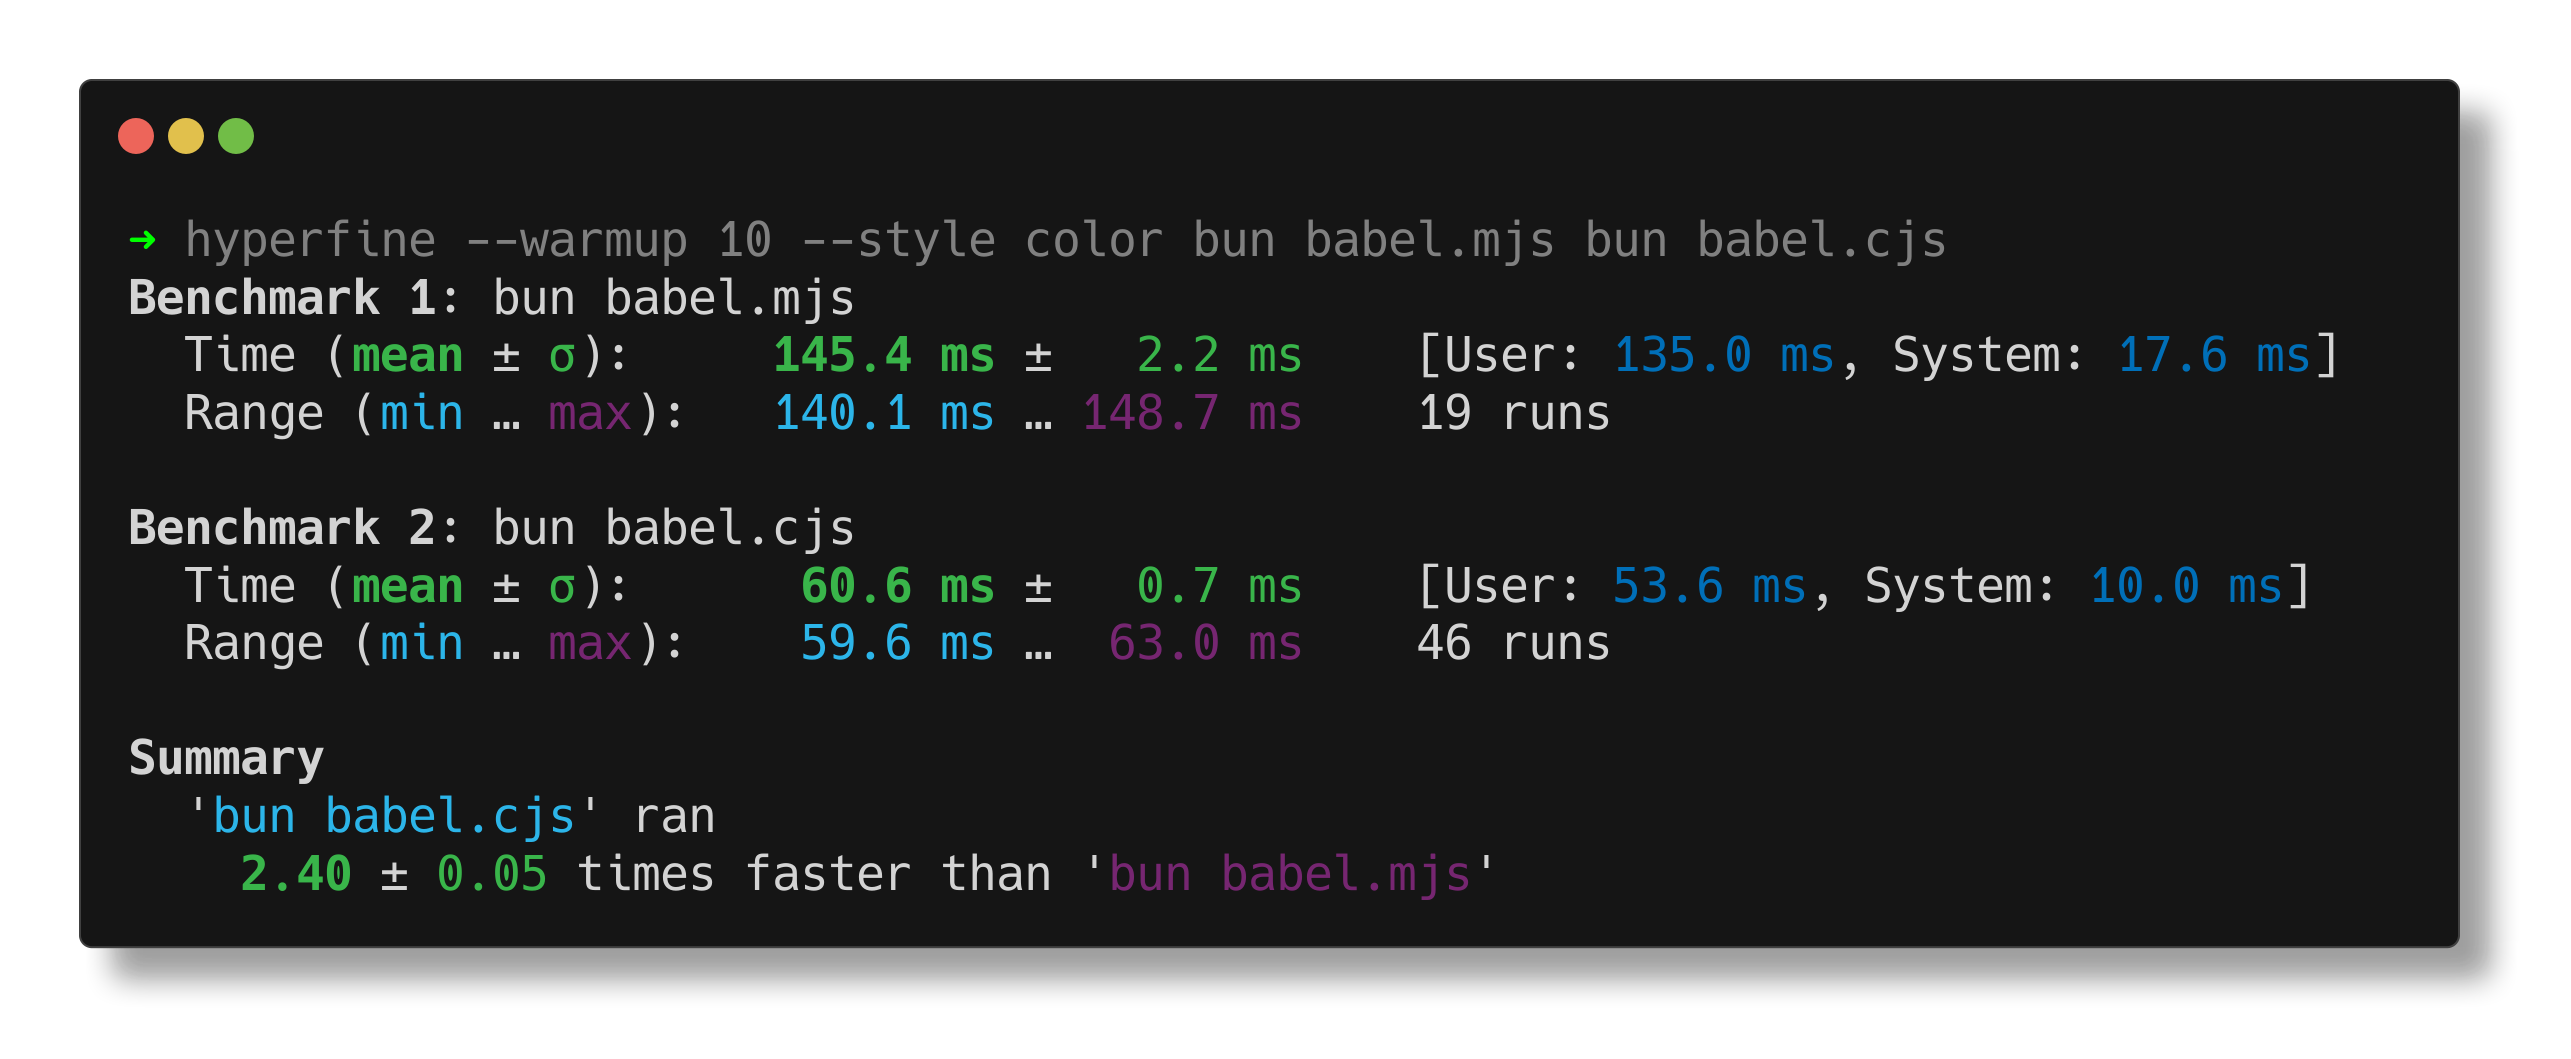 ➜ hyperfine --warmup 10 --style color bun babel.mjs bun babel.cjs
Benchmark 1: bun babel.mjs
  Time (mean ± σ):     145.4 ms ±   2.2 ms    [User: 135.0 ms, System: 17.6 ms]
  Range (min … max):   140.1 ms … 148.7 ms    19 runs

Benchmark 2: bun babel.cjs
  Time (mean ± σ):      60.6 ms ±   0.7 ms    [User: 53.6 ms, System: 10.0 ms]
  Range (min … max):    59.6 ms …  63.0 ms    46 runs

Summary
  'bun babel.cjs' ran
    2.40 ± 0.05 times faster than 'bun babel.mjs'